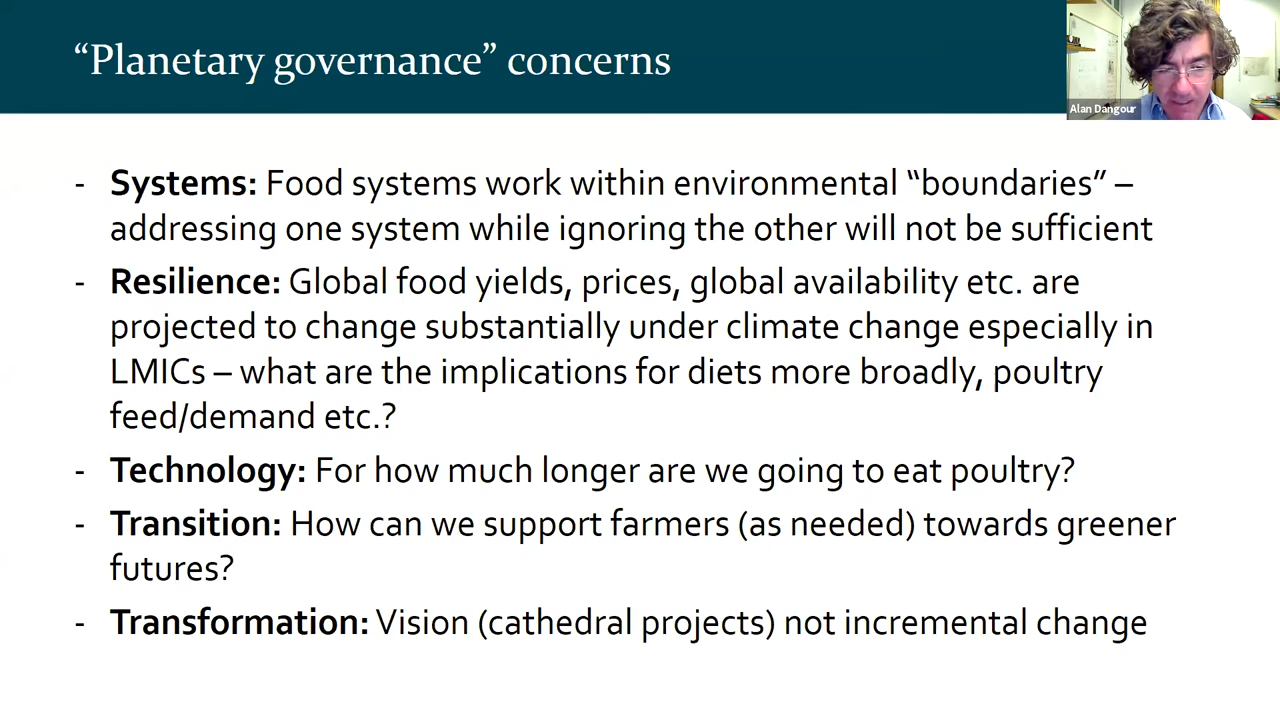 “Planetary governance” concerns
Alan Dangour
- Systems: Food systems work within environmental “boundaries” –
addressing one system while ignoring the other will not be sufficient
- Resilience: Global food yields, prices, global availability etc. are
projected to change substantially under climate change especially in
LMICs – what are the implications for diets more broadly, poultry
feed/demand etc.?
- Technology: For how much longer are we going to eat poultry?
- Transition: How can we support farmers (as needed) towards greener
futures?
- Transformation: Vision (cathedral projects) not incremental change